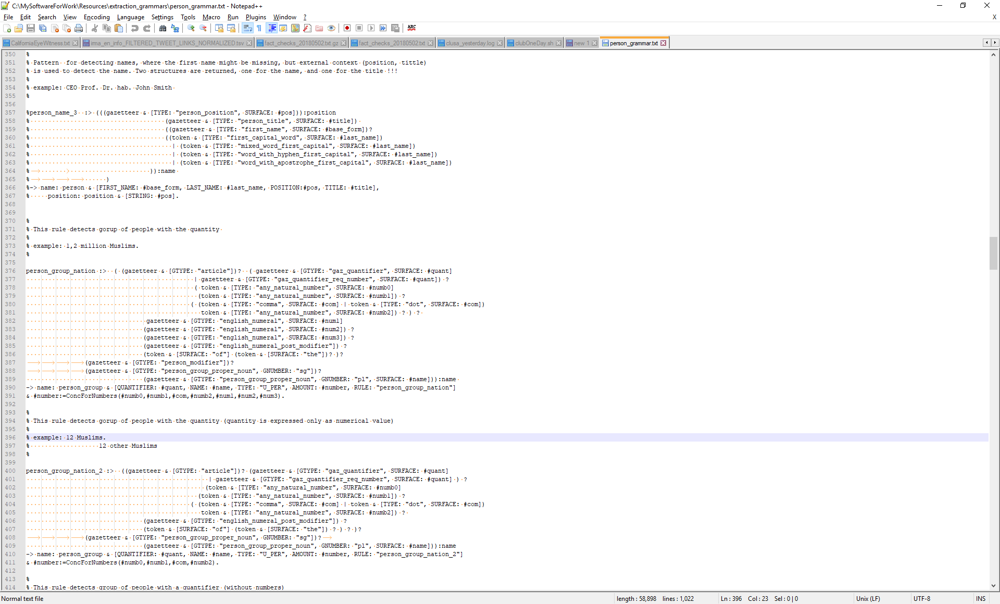 C:\MySoftwareForWork\Resources\extraction_grammars\person_grammar.txt - Notepad++
File Edit Search View Encoding Language Settings Tools Macro Run Plugins Window ? X
ABC
CaliforniaEyeWitness.txt irma_en_info_FILTERED_TWEET_LINKS_NORMALIZED.tsv fact_checks_20180502.txt.gz fact_checks_20180502.txt clusa_yesterday.log clubOneDay.sh new 1 person_grammar.txt
350 %
351 % Pattern for detecting names, where the first name might be missing, but external context (position, tittle)
352 % is used to detect the name. Two structures are returned, one for the name, and one for the title !!!
353 %
354 % example: CEO Prof. Dr. hab. John Smith
355 %
356
357 %person_name_3 :> (((gazetteer & [TYPE: "person_position", SURFACE: #pos])):position
358 % (gazetteer & [TYPE: "person_title", SURFACE: #title])
359 % ((gazetteer & [TYPE: "first_name", SURFACE: #base_form])?
360 % ((token & [TYPE: "first_capital_word", SURFACE: #last_name])
361 % | (token & [TYPE: "mixed_word_first_capital", SURFACE: #last_name])
362 % | (token & [TYPE: "word_with_hyphen_first_capital", SURFACE: #last_name])
363 % | (token & [TYPE: "word_with_apostrophe_first_capital", SURFACE: #last_name])
364 % )):name
365 % )
366 %-> name: person & [FIRST_NAME: #base_form, LAST_NAME: #last_name, POSITION:#pos, TITLE: #title],
367 % position: position & [STRING: #pos].
368
369
370 %
371 % This rule detects gorup of people with the quantity
372 %
373 % example: 1,2 million Muslims.
374 %
375
376 person_group_nation :> ( (gazetteer & [GTYPE: "article"])? ( gazetteer & [GTYPE: "gaz_quantifier", SURFACE: #quant]
377 | gazetteer & [GTYPE: "gaz_quantifier_req_number", SURFACE: #quant]) ?
378 ( token & [TYPE: "any_natural_number", SURFACE: #numb0]
379 (token & [TYPE: "any_natural_number", SURFACE: #numb1]) ?
380 ( (token & [TYPE: "comma", SURFACE: #com] | token & [TYPE: "dot", SURFACE: #com])
381 token & [TYPE: "any_natural_number", SURFACE: #numb2]) ? ) ?
382 gazetteer & [GTYPE: "english_numeral", SURFACE: #num1]
383 (gazetteer & [GTYPE: "english_numeral", SURFACE: #num2]) ?
384 (gazetteer & [GTYPE: "english_numeral", SURFACE: #num3]) ?
385 (gazetteer & [GTYPE: "english_numeral_post_modifier"]) ?
386 (token & [SURFACE: "of"] (token & [SURFACE: "the"])? )?
387 (gazetteer & [GTYPE: "person_modifier"])?
388 (gazetteer & [GTYPE: "person_group_proper_noun", GNUMBER: "sg"])?
389 (gazetteer & [GTYPE: "person_group_proper_noun", GNUMBER: "pl", SURFACE: #name])):name
390 -> name: person_group & [QUANTIFIER: #quant, NAME: #name, TYPE: "U_PER", AMOUNT: #number, RULE: "person_group_nation"]
391 & #number:=ConcForNumbers(#numb0,#numb1,#com,#numb2,#num1,#num2,#num3).
392
393 %
394 % This rule detects gorup of people with the quantity (quantity is expressed only as numerical value)
395 %
396 % example: 12 Muslims.
397 % 12 other Muslims
398 %
399
400 person_group_nation_2 :> ((gazetteer & [GTYPE: "article"])? (gazetteer & [GTYPE: "gaz_quantifier", SURFACE: #quant]
401 | gazetteer & [GTYPE: "gaz_quantifier_req_number", SURFACE: #quant] ) ?
402 (token & [TYPE: "any_natural_number", SURFACE: #numb0]
403 (token & [TYPE: "any_natural_number", SURFACE: #numb1]) ?
404 ( (token & [TYPE: "comma", SURFACE: #com] | token & [TYPE: "dot", SURFACE: #com])
405 token & [TYPE: "any_natural_number", SURFACE: #numb2]) ?
406 (gazetteer & [GTYPE: "english_numeral_post_modifier"]) ?
407 (token & [SURFACE: "of"] (token & [SURFACE: "the"]) ? ) ? )?
408 (gazetteer & [GTYPE: "person_group_proper_noun", GNUMBER: "sg"])?
409 (gazetteer & [GTYPE: "person_group_proper_noun", GNUMBER: "pl", SURFACE: #name])):name
410 -> name: person_group & [QUANTIFIER: #quant, NAME: #name, TYPE: "U_PER", AMOUNT: #number, RULE: "person_group_nation_2"]
411 & #number:=ConcForNumbers(#numb0,#numb1,#com,#numb2).
412
413 %
414 % This rule detects group of people with a quantifier (without numbers)
Normal text file length : 58,898 lines : 1,022 Ln : 396 Col : 23 Sel : 0 | 0 Unix (LF) UTF-8 INS